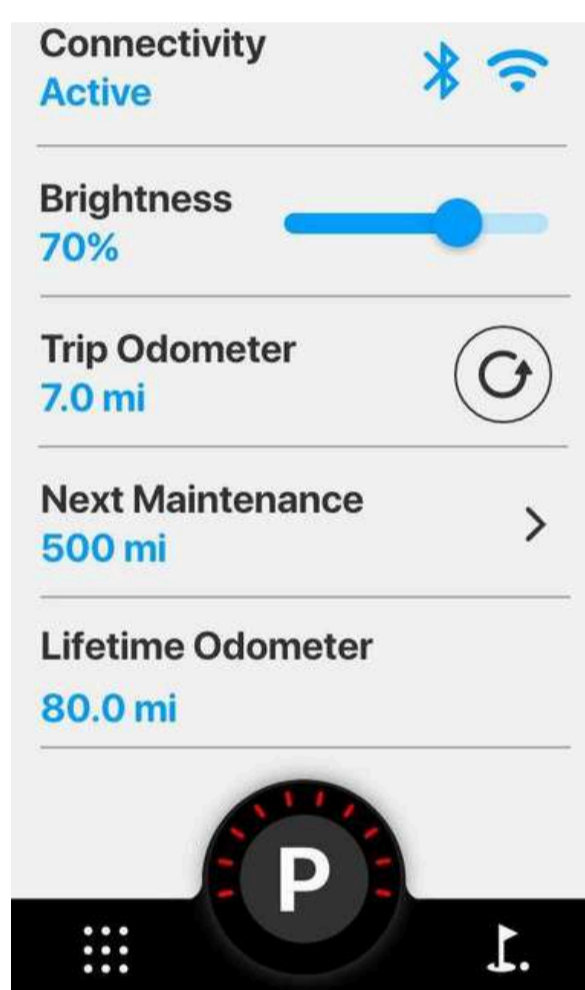 Connectivity
Active
Brightness
70%
Trip Odometer
7.0 mi
Next Maintenance
500 mi
Lifetime Odometer
80.0 mi
P